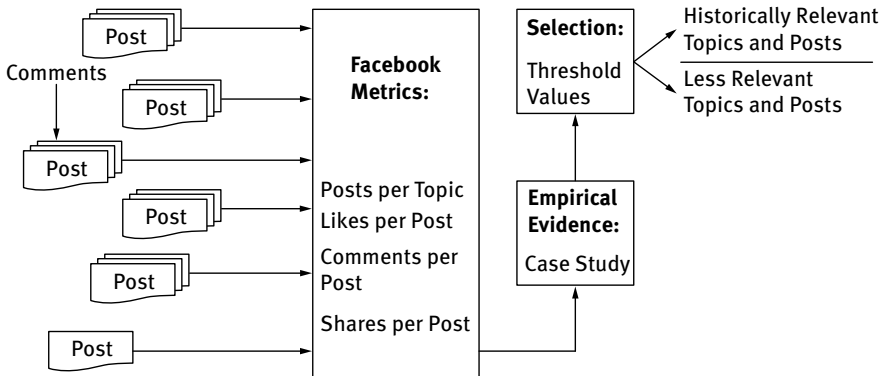 Post
Comments
Post
Post
Post
Post
Post
Facebook
Metrics:
Posts per Topic
Likes per Post
Comments per
Post
Shares per Post
Selection:
Threshold
Values
Empirical
Evidence:
Case Study
Historically Relevant
Topics and Posts
Less Relevant
Topics and Posts